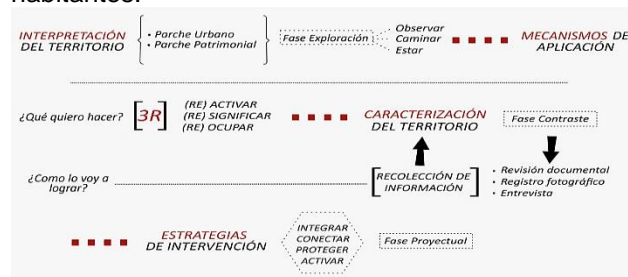 habitantes.
INTERPRETACIÓN
DEL TERRITORIO
• Parche Urbano
• Parche Patrimonial
Fase Exploración
Observar
Caminar
Estar
MECANISMOS DE
APLICACIÓN
¿Qué quiero hacer?
[3R]
(RE) ACTIVAR
(RE) SIGNIFICAR
(RE) OCUPAR
CARACTERIZACIÓN
DEL TERRITORIO
Fase Contraste
¿Como lo voy a
lograr?
RECOLECCIÓN DE
INFORMACIÓN
• Revisión documental
• Registro fotográfico
• Entrevista
ESTRATEGIAS
DE INTERVENCIÓN
INTEGRAR
CONECTAR
PROTEGER
ACTIVAR
Fase Proyectual